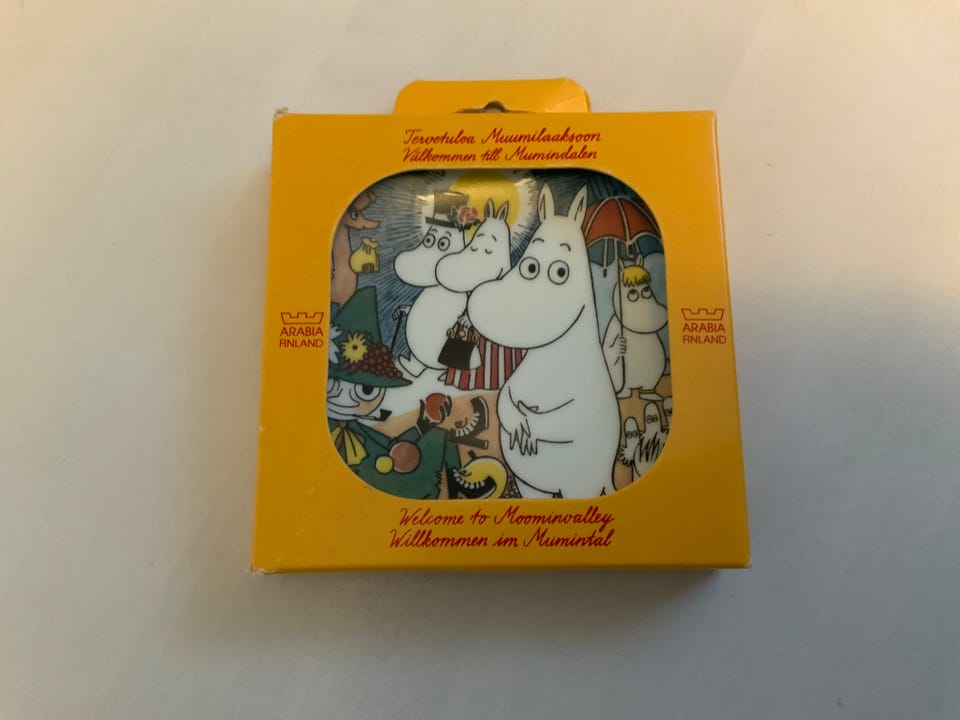 Tervetuloa Muumilaaksoon
Välkommen till Mumindalen
ARABIA
FINLAND
ARABIA
FINLAND
Welcome to Moominvalley
Willkommen im Mumintal